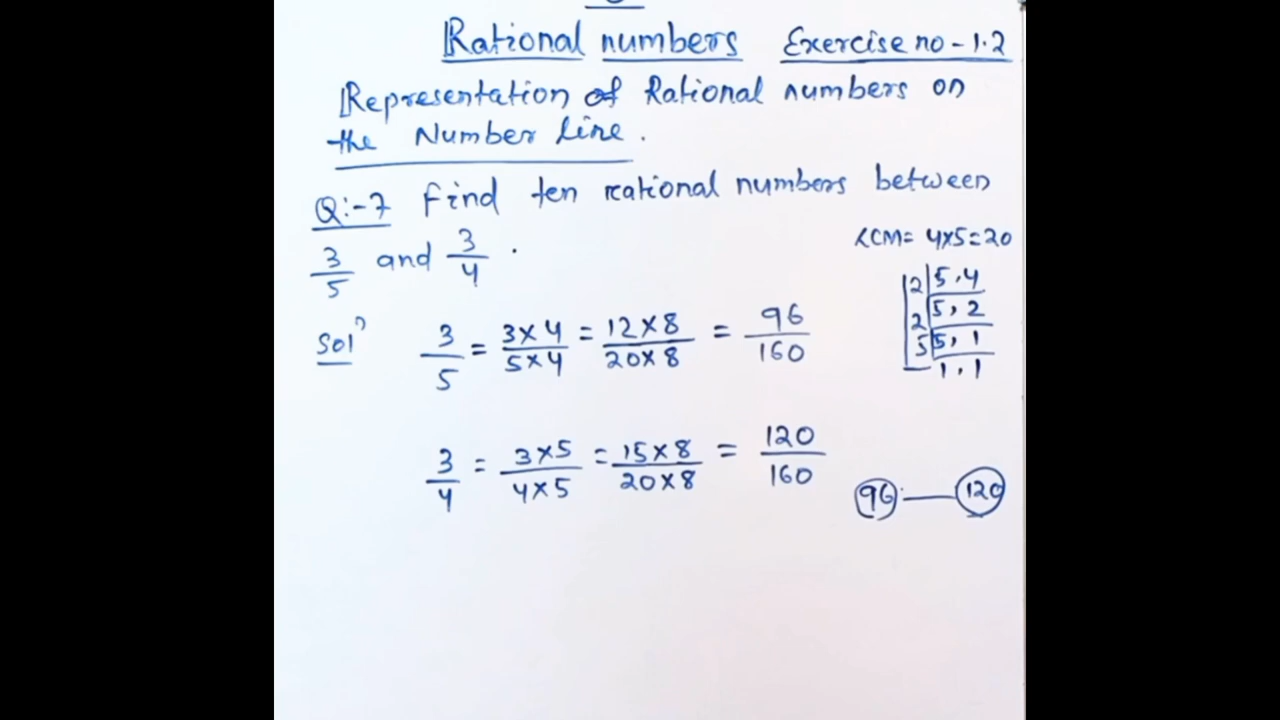 Rational numbers Exercise no - 1.2
Representation of Rational numbers on
the Number line.
Q:-7 Find ten rational numbers between
3/5 and 3/4 .
LCM = 4×5=20
2 | 5, 4
2 | 5, 2
5 | 5, 1
1, 1
Solⁿ 3/5 = 3×4/5×4 = 12×8/20×8 = 96/160
3/4 = 3×5/4×5 = 15×8/20×8 = 120/160
96 — 120